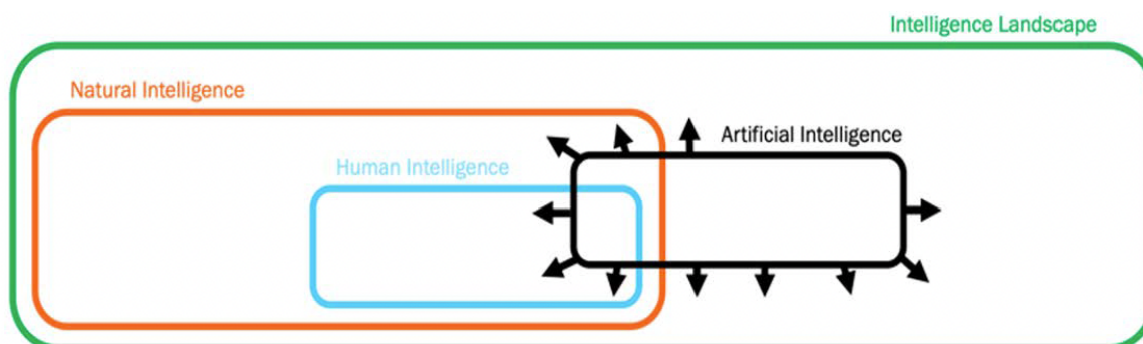 Intelligence Landscape
Natural Intelligence
Artificial Intelligence
Human Intelligence